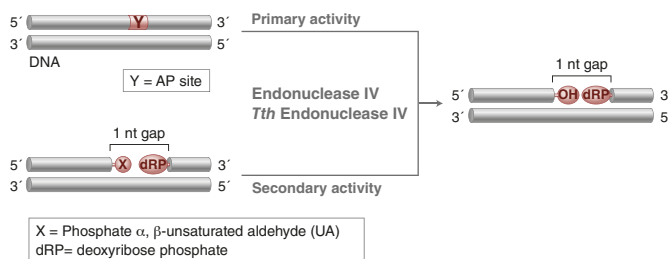 5´ Y 3´ Primary activity
3´ 5´
DNA
Y = AP site
1 nt gap
Endonuclease IV
Tth Endonuclease IV
5´ OH dRP 3
3´ 5
1 nt gap
5´ X dRP 3´
3´ 5´
Secondary activity
X = Phosphate α, β-unsaturated aldehyde (UA)
dRP= deoxyribose phosphate